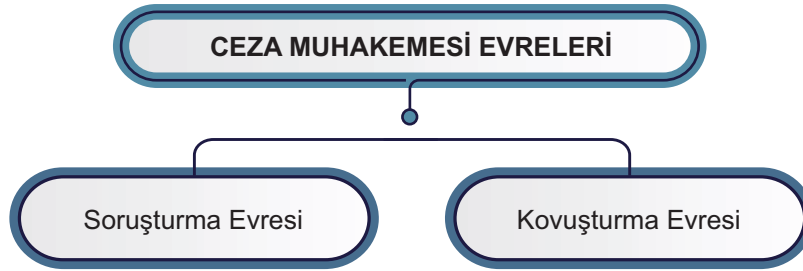 CEZA MUHAKEMESİ EVRELERİ
Soruşturma Evresi
Kovuşturma Evresi